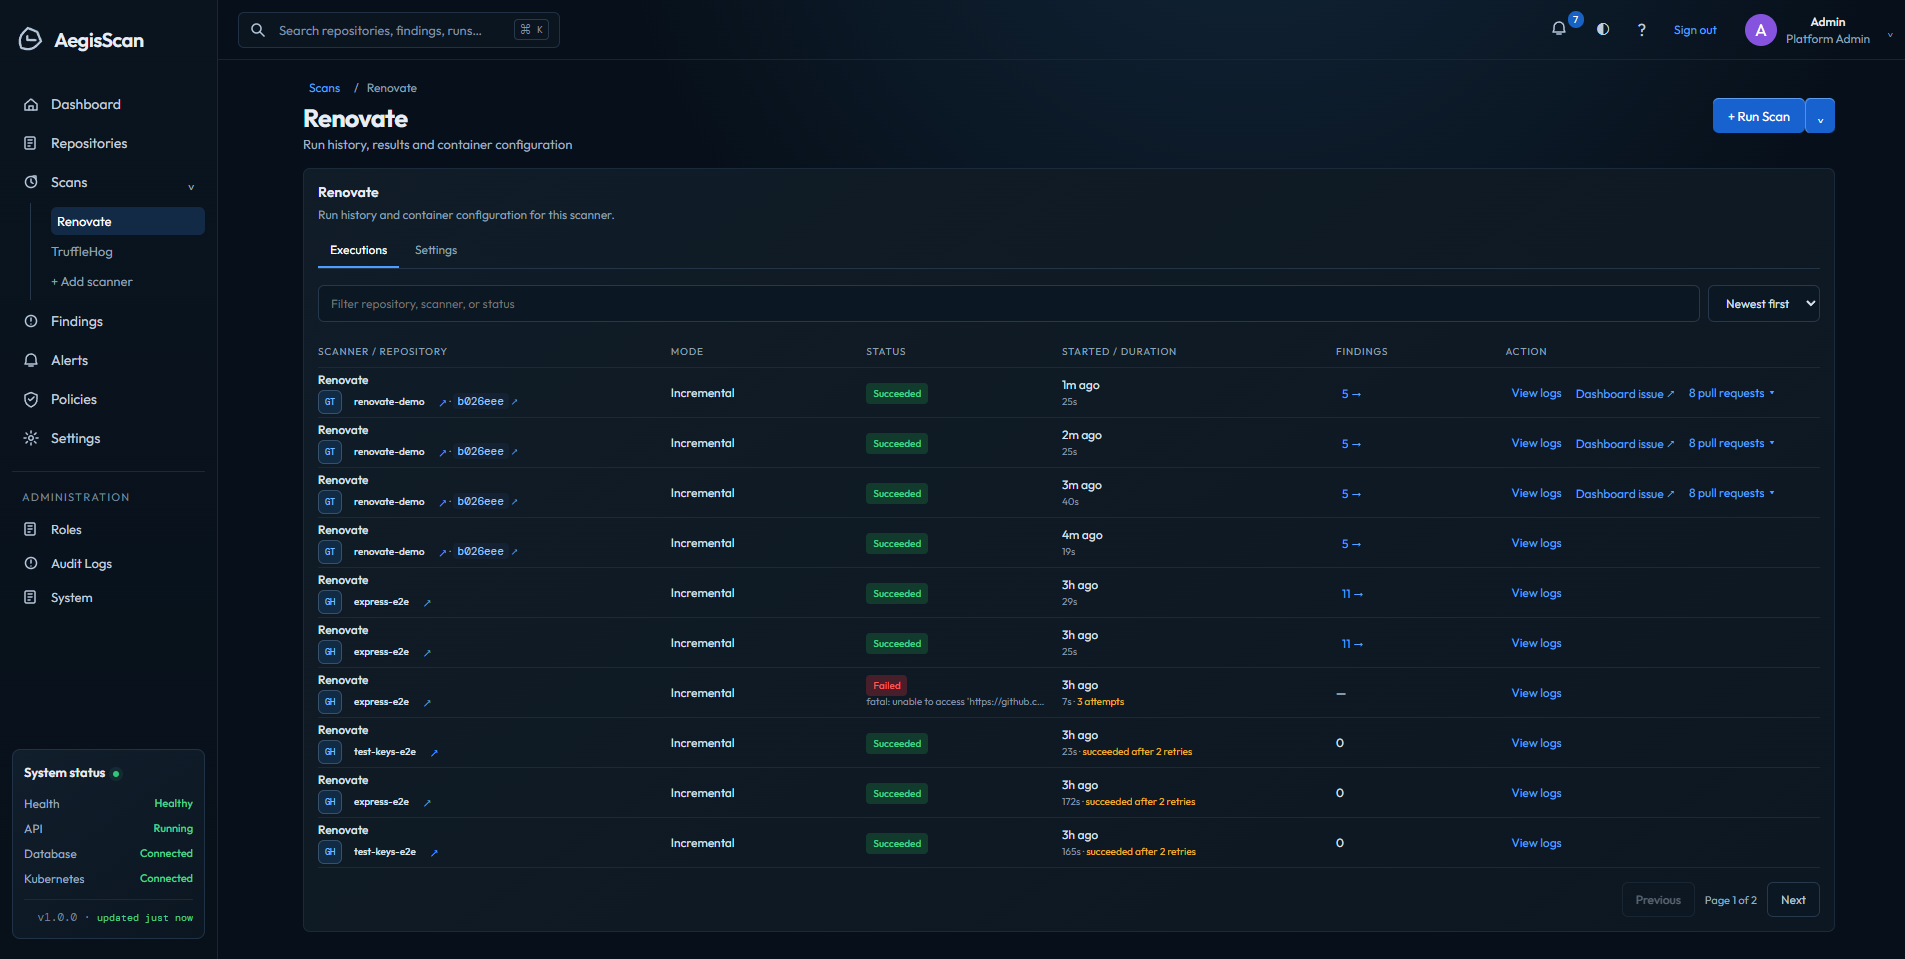 AegisScan
Search repositories, findings, runs... ⌘ K
7
?
Sign out
A
Admin
Platform Admin
Dashboard
Repositories
Scans
Renovate
TruffleHog
+ Add scanner
Findings
Alerts
Policies
Settings
ADMINISTRATION
Roles
Audit Logs
System
System status
Health Healthy
API Running
Database Connected
Kubernetes Connected
v1.0.0 · updated just now
Scans / Renovate
Renovate
Run history, results and container configuration
+ Run Scan
Renovate
Run history and container configuration for this scanner.
Executions Settings
Filter repository, scanner, or status
Newest first
SCANNER / REPOSITORY MODE STATUS STARTED / DURATION FINDINGS ACTION
Renovate
GT renovate-demo ↗ · b026eee ↗ Incremental Succeeded 1m ago 25s 5 → View logs Dashboard issue ↗ 8 pull requests ▾
Renovate
GT renovate-demo ↗ · b026eee ↗ Incremental Succeeded 2m ago 25s 5 → View logs Dashboard issue ↗ 8 pull requests ▾
Renovate
GT renovate-demo ↗ · b026eee ↗ Incremental Succeeded 3m ago 40s 5 → View logs Dashboard issue ↗ 8 pull requests ▾
Renovate
GT renovate-demo ↗ · b026eee ↗ Incremental Succeeded 4m ago 19s 5 → View logs
Renovate
GH express-e2e ↗ Incremental Succeeded 3h ago 29s 11 → View logs
Renovate
GH express-e2e ↗ Incremental Succeeded 3h ago 25s 11 → View logs
Renovate
GH express-e2e ↗ Incremental Failed fatal: unable to access 'https://github.c... 3h ago 7s · 3 attempts — View logs
Renovate
GH test-keys-e2e ↗ Incremental Succeeded 3h ago 23s · succeeded after 2 retries 0 View logs
Renovate
GH express-e2e ↗ Incremental Succeeded 3h ago 172s · succeeded after 2 retries 0 View logs
Renovate
GH test-keys-e2e ↗ Incremental Succeeded 3h ago 165s · succeeded after 2 retries 0 View logs
Previous Page 1 of 2 Next